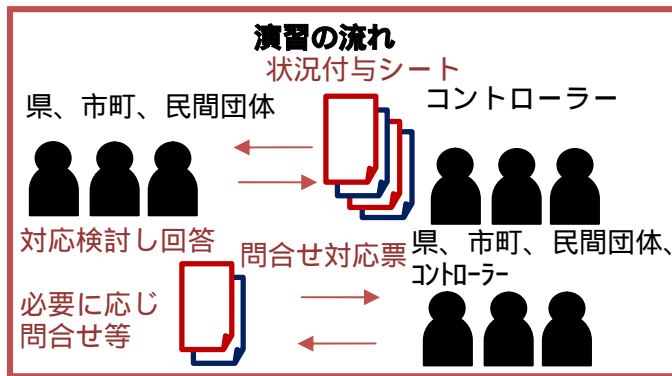 演習の流れ
状況付与シート
県、市町、民間団体
コントローラー
対応検討し回答
問合せ対応票
県、市町、民間団体、
コントローラー
必要に応じ
問合せ等